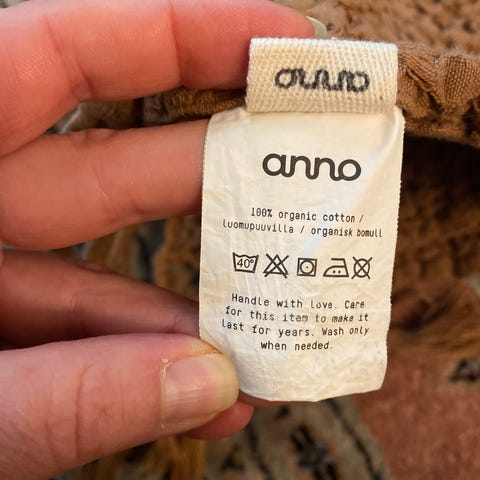 anno
anno
100% organic cotton /
luomupuuvilla / organisk bomull
40°
Handle with love. Care
for this item to make it
last for years. Wash only
when needed.